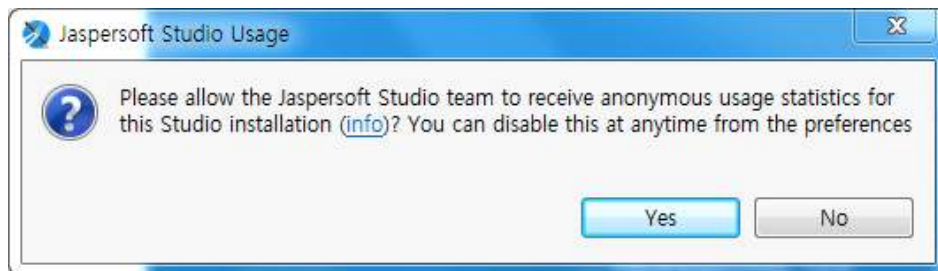 Jaspersoft Studio Usage
Please allow the Jaspersoft Studio team to receive anonymous usage statistics for
this Studio installation (info)? You can disable this at anytime from the preferences
Yes
No